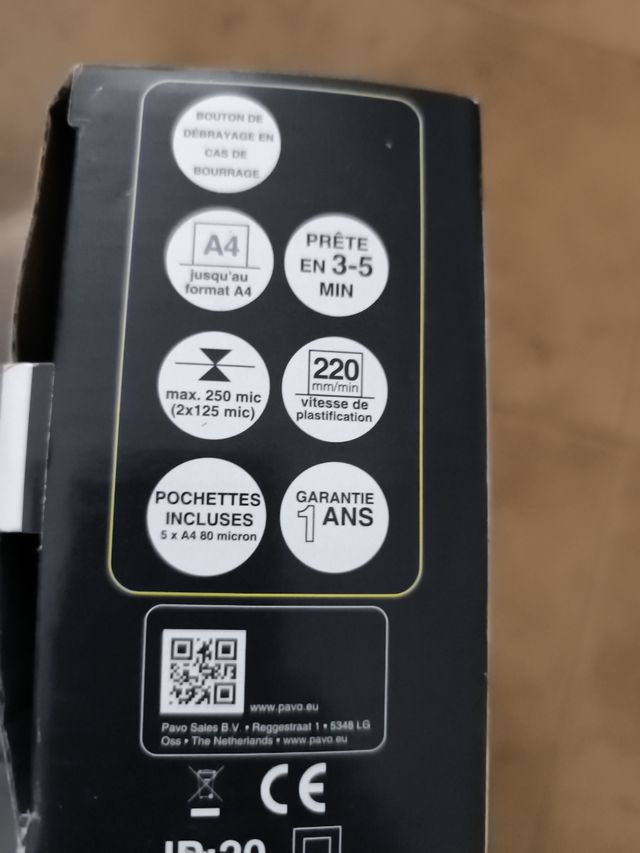 BOUTON DE
DÉBRAYAGE EN
CAS DE
BOURRAGE
A4
jusqu'au
format A4
PRÊTE
EN 3-5
MIN
max. 250 mic
(2x125 mic)
220
mm/min
vitesse de
plastification
POCHETTES
INCLUSES
5 x A4 80 micron
GARANTIE
1 ANS
www.pavo.eu
Pavo Sales B.V. • Reggestraat 1 • 5348 LG
Oss • The Netherlands • www.pavo.eu
CE
IP:20